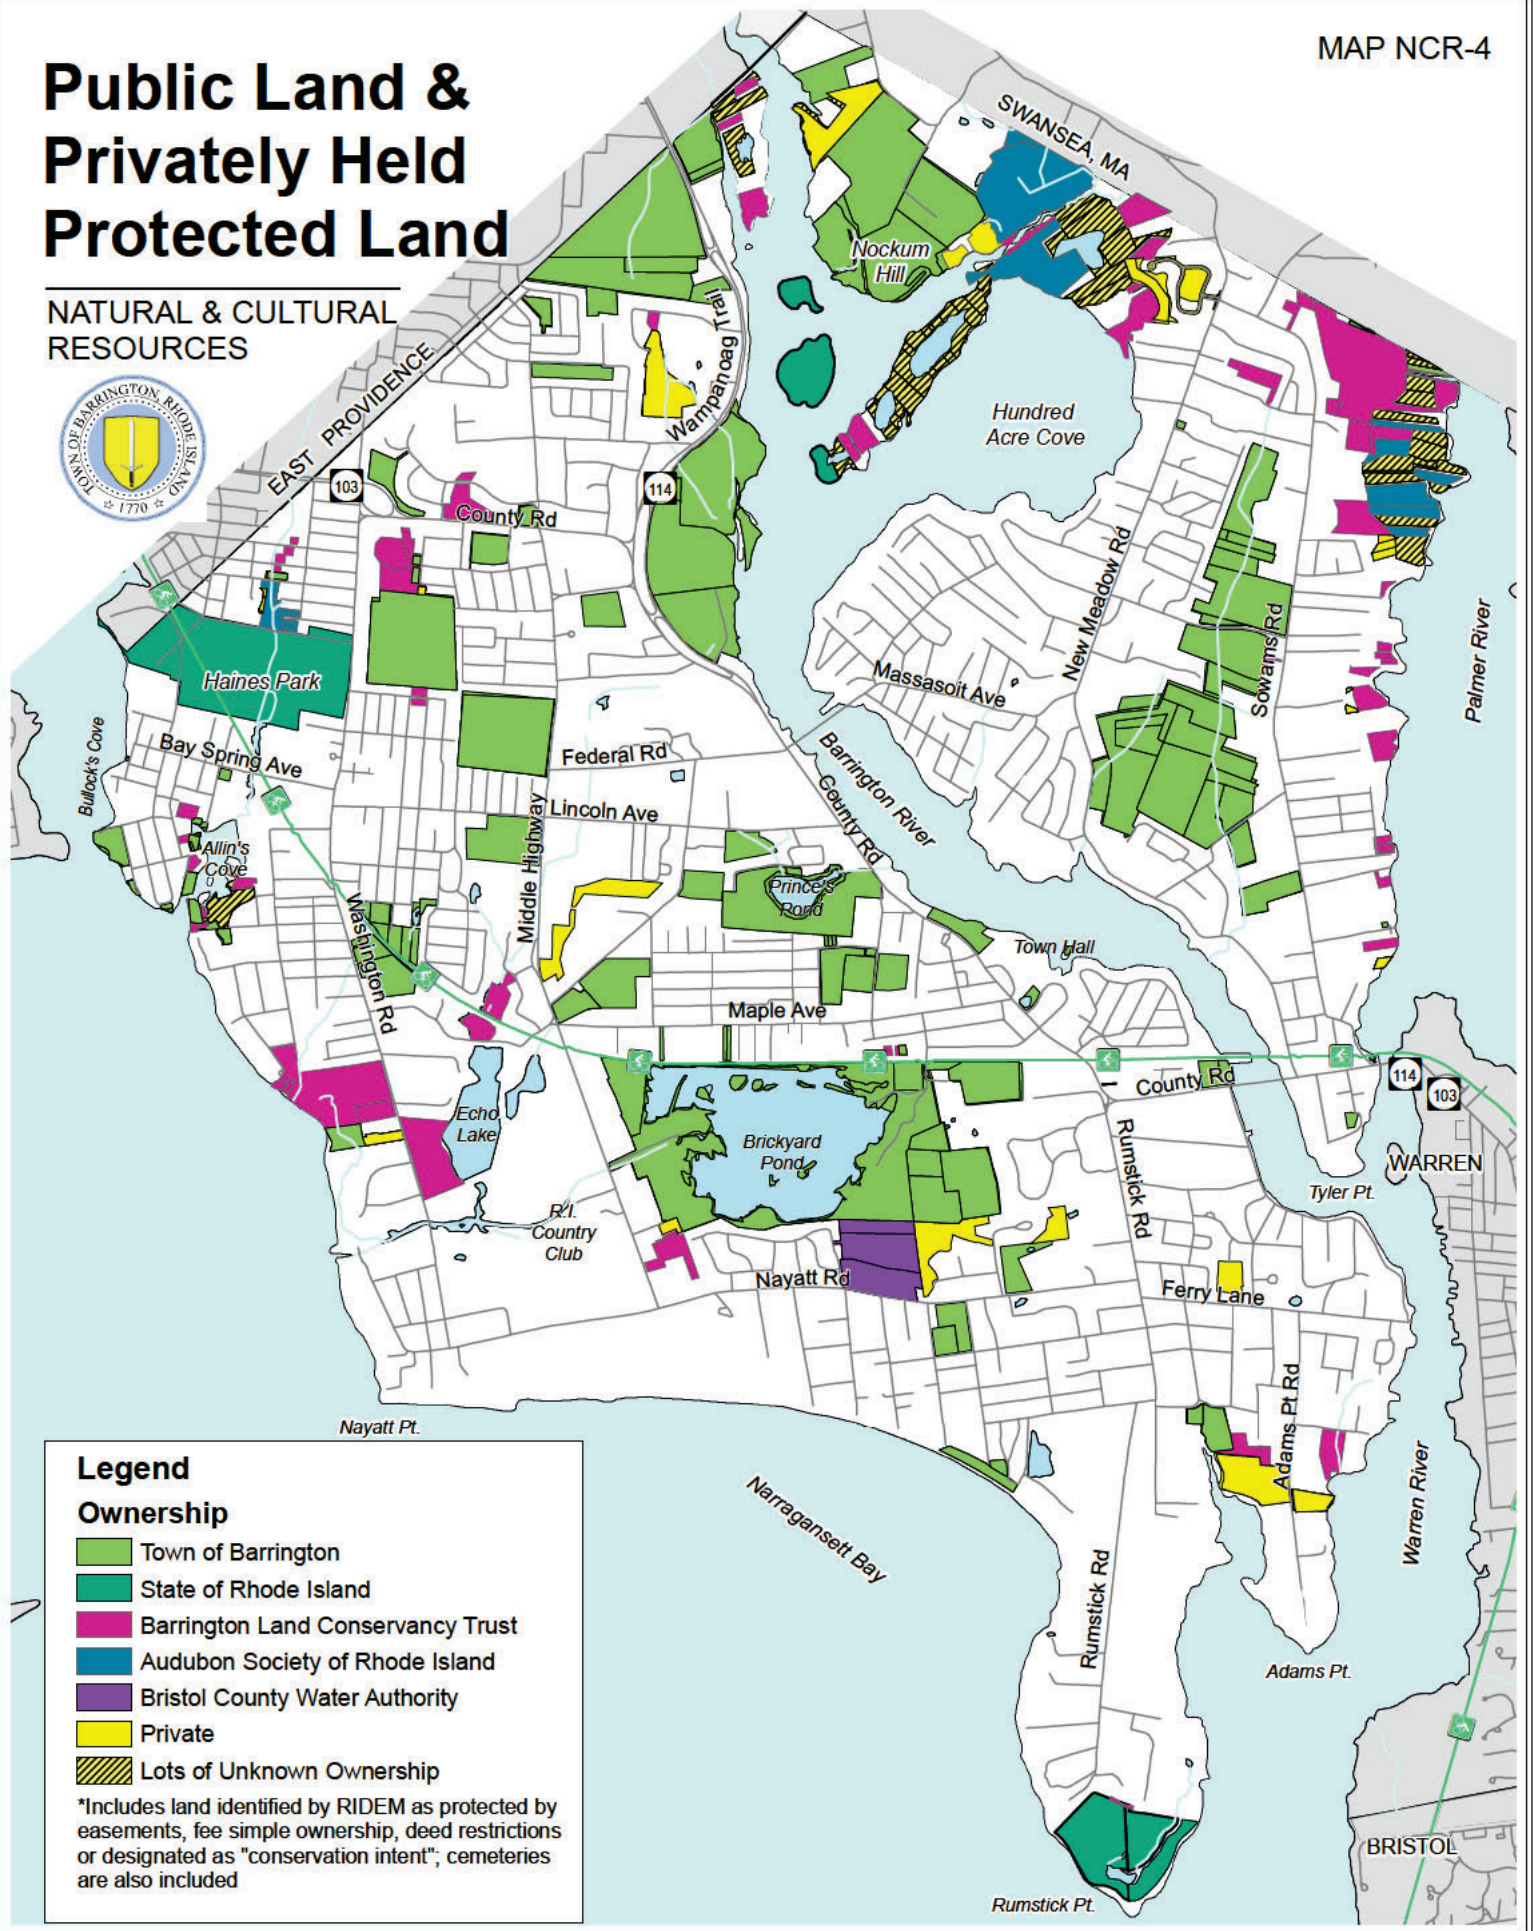 MAP NCR-4
Public Land &
Privately Held
Protected Land
NATURAL & CULTURAL
RESOURCES
TOWN OF BARRINGTON, RHODE ISLAND
☆ 1770 ☆
SWANSEA, MA
EAST PROVIDENCE
Nockum
Hill
Wampanoag Trail
Hundred
Acre Cove
103
114
County Rd
New Meadow Rd
Sowams Rd
Palmer River
Haines Park
Massasoit Ave
Bullock's Cove
Bay Spring Ave
Federal Rd
Barrington River
County Rd
Lincoln Ave
Middle Highway
Allin's
Cove
Prince's
Pond
Washington Rd
Town Hall
Maple Ave
County Rd
114
103
Echo
Lake
Brickyard
Pond
Rumstick Rd
WARREN
Tyler Pt.
R.I.
Country
Club
Nayatt Rd
Ferry Lane
Adams Pt Rd
Nayatt Pt.
Narragansett Bay
Warren River
Rumstick Rd
Adams Pt.
BRISTOL
Rumstick Pt.
Legend
Ownership
Town of Barrington
State of Rhode Island
Barrington Land Conservancy Trust
Audubon Society of Rhode Island
Bristol County Water Authority
Private
Lots of Unknown Ownership
*Includes land identified by RIDEM as protected by
easements, fee simple ownership, deed restrictions
or designated as "conservation intent"; cemeteries
are also included